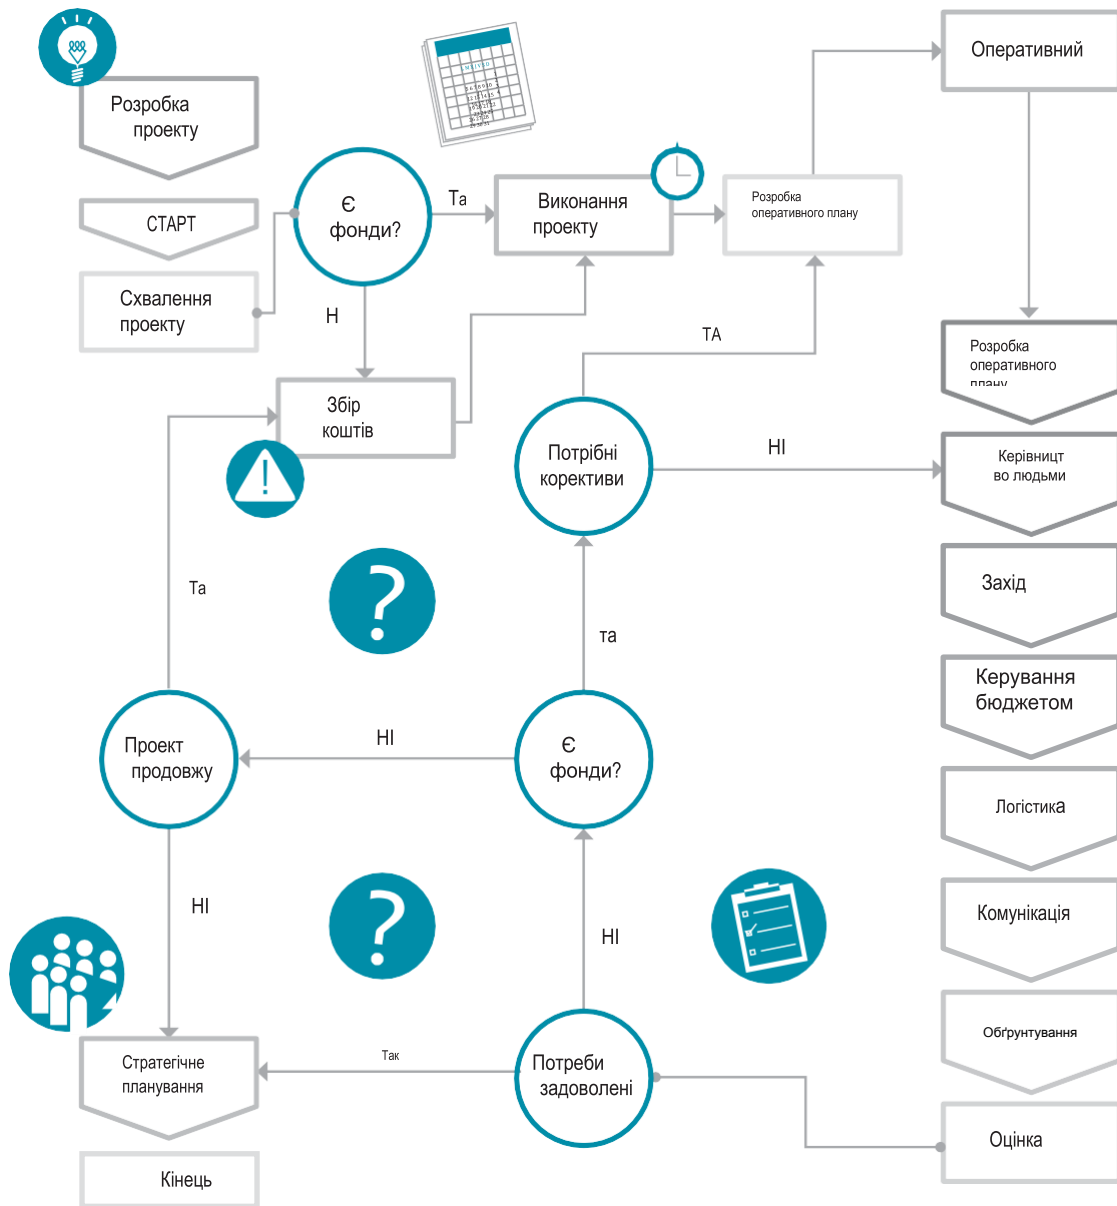 Оперативний
Розробка
проекту
Є
фонди?
Та
Виконання
проекту
Розробка
оперативного плану
СТАРТ
Схвалення
проекту
Н
ТА
Розробка
оперативного
плану
Збір
коштів
Потрібні
корективи
НІ
Керівницт
во людьми
Та
та
Захід
Керування
бюджетом
Проект
продовжу
НІ
Є
фонди?
Логістика
НІ
НІ
Комунікація
Обґрунтування
Стратегічне
планування
Так
Потреби
задоволені
Оцінка
Кінець